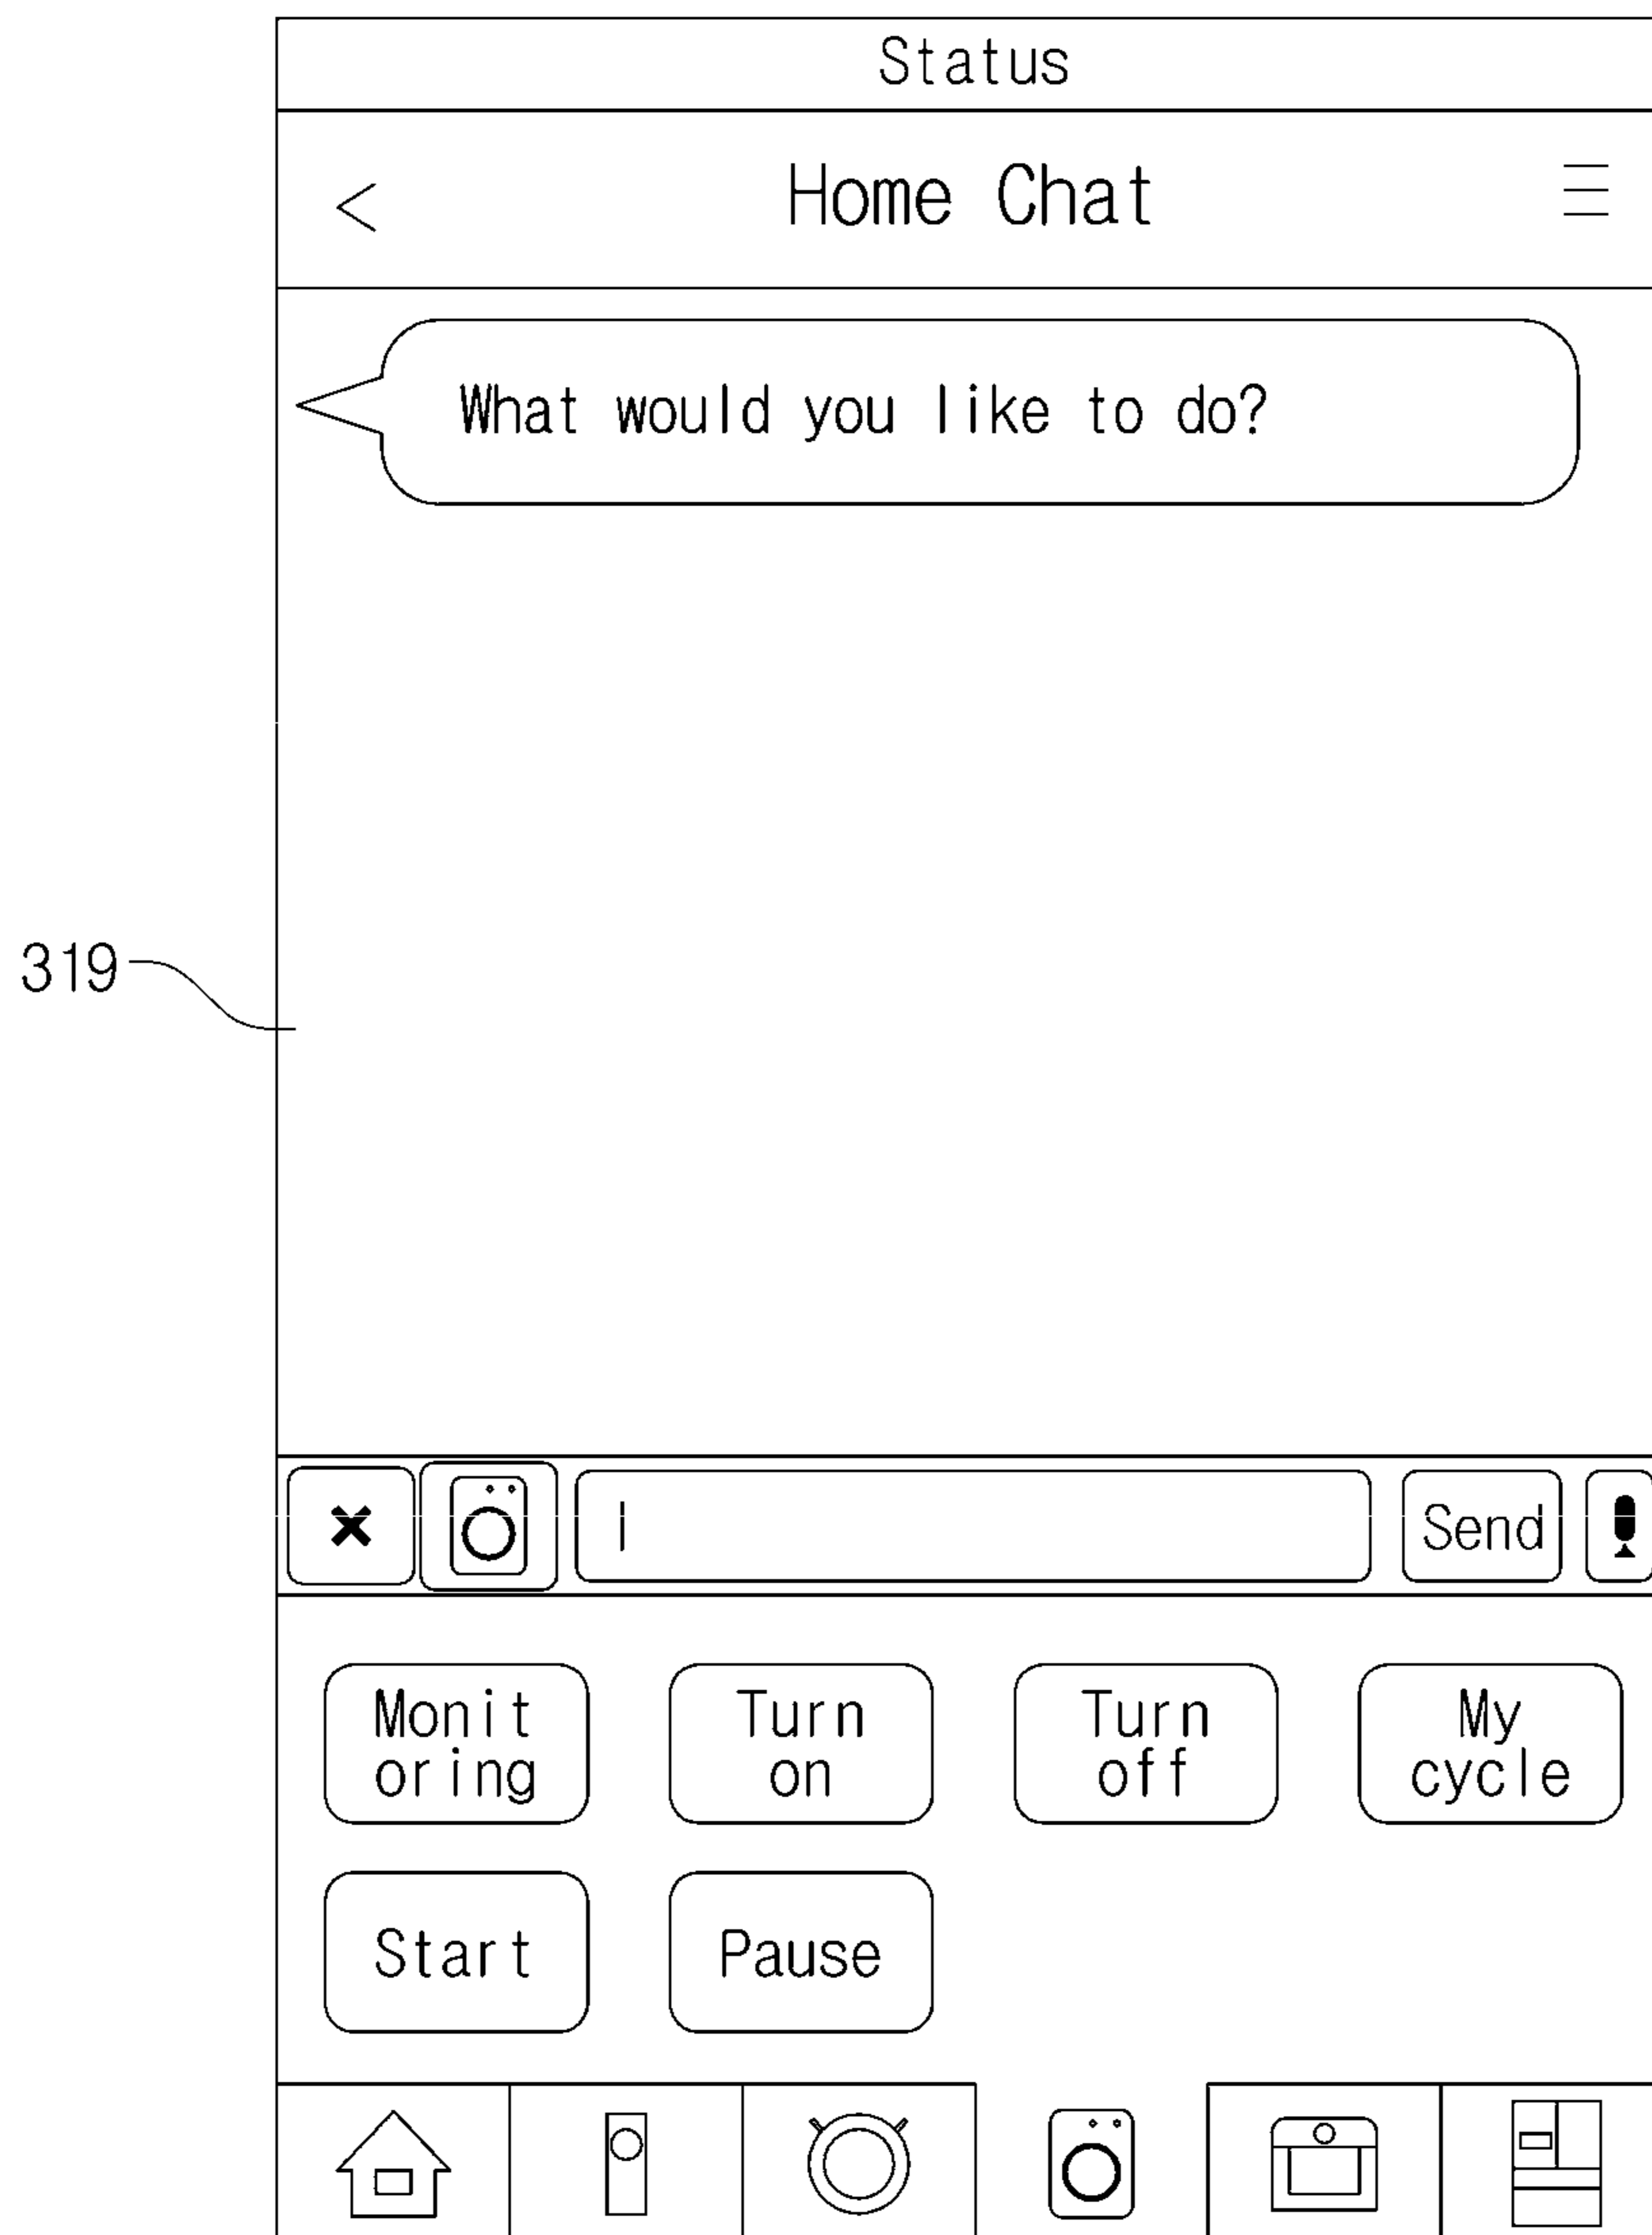 Status
Home Chat
What would you like to do?
319
Send
Monit
oring
Turn
on
Turn
off
My
cycle
Start
Pause